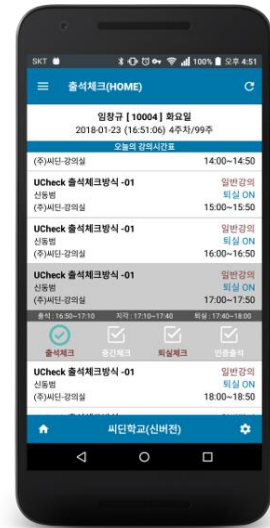 SKT 100% 오후 4:51
출석체크(HOME)
임창규 [ 10004 ] 화요일
2018-01-23 (16:51:06) 4주차/99주
오늘의 강의시간표
(주)씨딘-강의실 14:00~14:50
UCheck 출석체크방식 -01 일반강의
신동범 퇴실 ON
(주)씨딘-강의실 15:00~15:50
UCheck 출석체크방식 -01 일반강의
신동범 퇴실 ON
(주)씨딘-강의실 16:00~16:50
UCheck 출석체크방식 -01 일반강의
신동범 퇴실 ON
(주)씨딘-강의실 17:00~17:50
출석 : 16:50~17:10 지각 : 17:10~17:40 퇴실 : 17:40~18:00
출석체크 중간체크 퇴실체크 인증출석
UCheck 출석체크방식 -01 일반강의
신동범 퇴실 ON
(주)씨딘-강의실 18:00~18:50
씨딘학교(신버전)